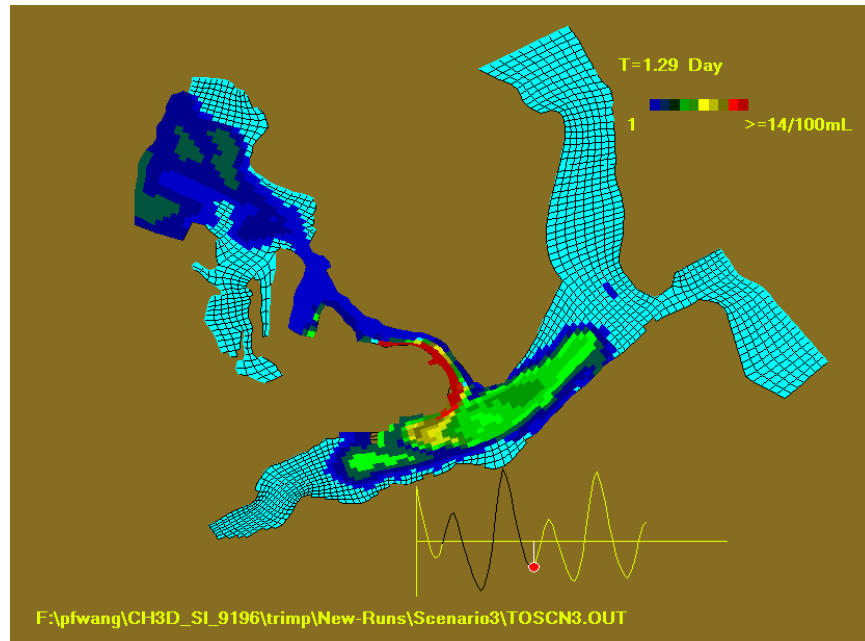 T=1.29 Day
1 >=14/100mL
F:\pfwang\CH3D_SI_9196\trimp\New-Runs\Scenario3\TOSCN3.OUT